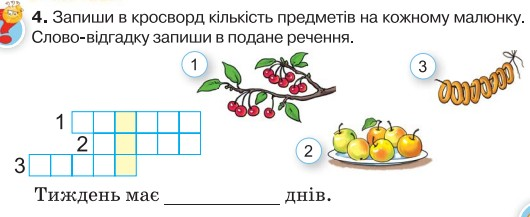 4. Запиши в кросворд кількість предметів на кожному малюнку.
Слово-відгадку запиши в подане речення.
1
3
1
2
2
3
Тиждень має __________ днів.